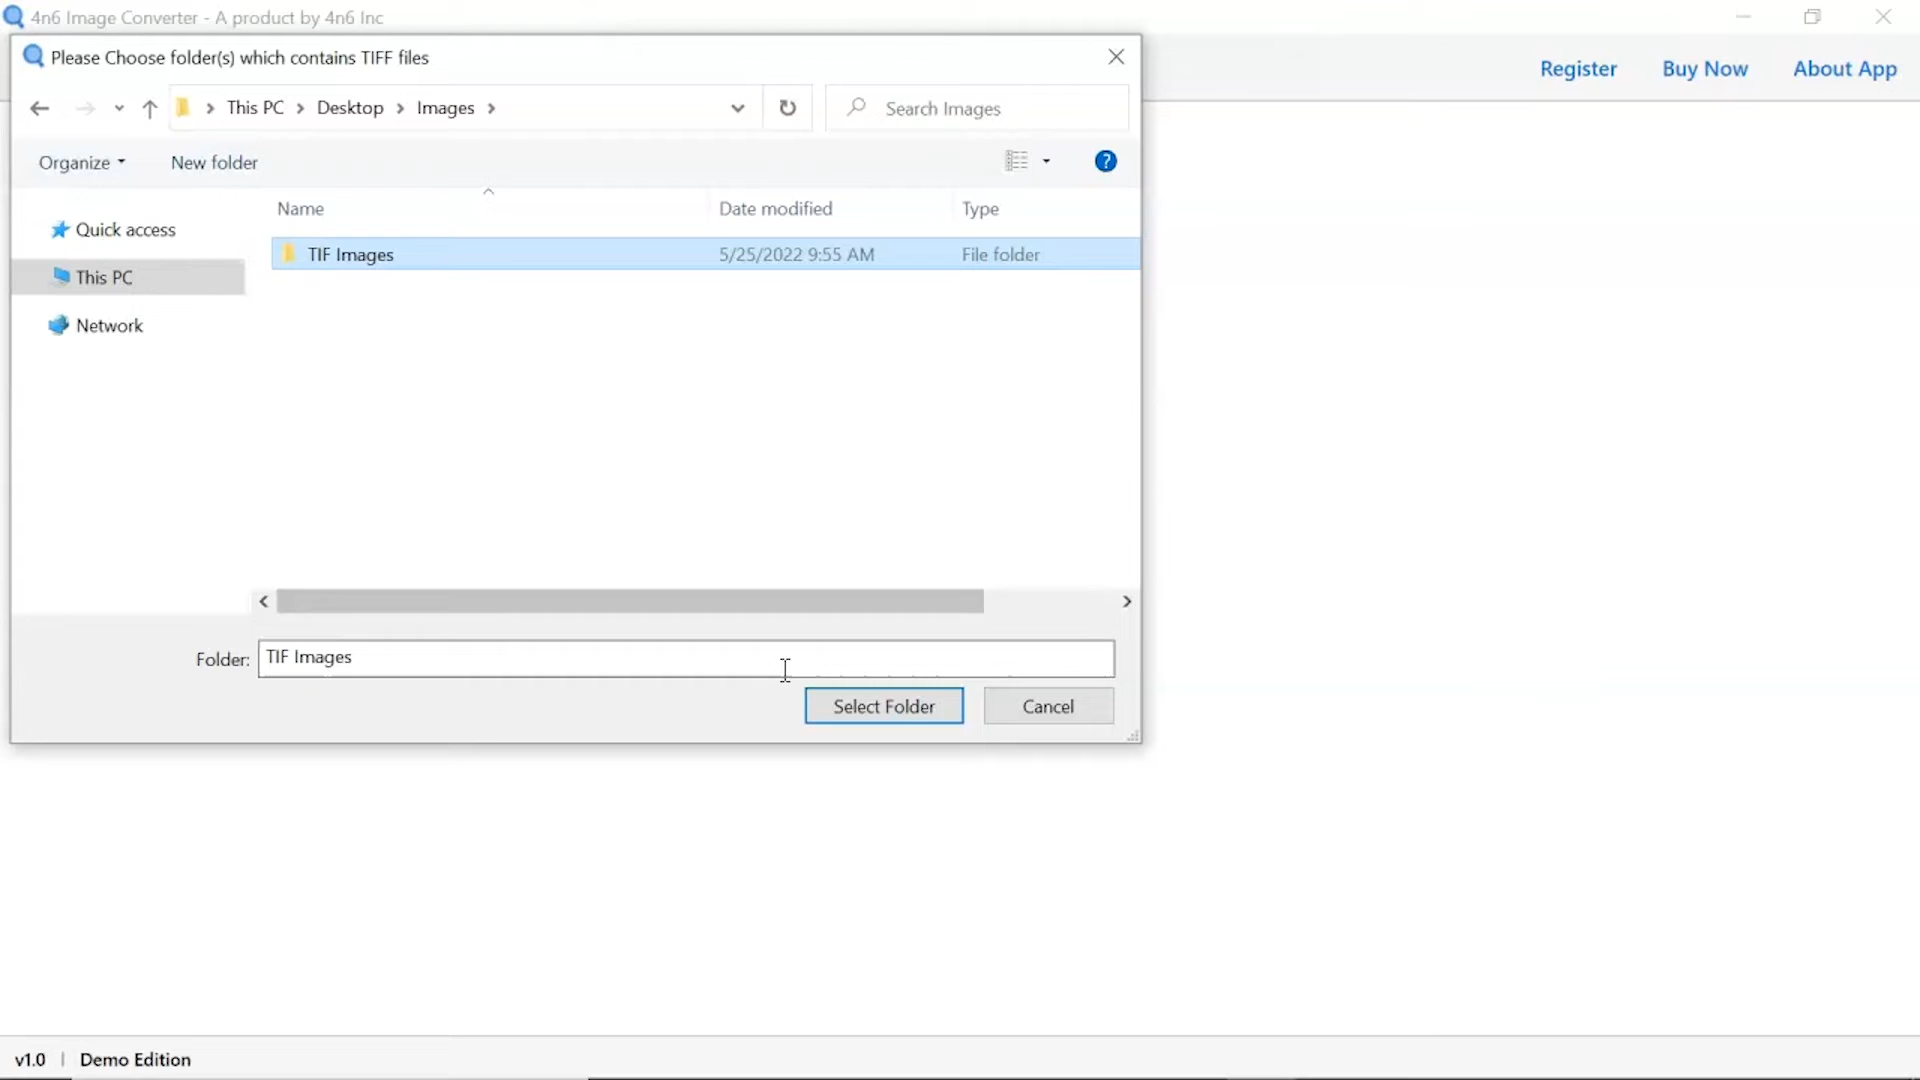 4n6 Image Converter - A product by 4n6 Inc
Please Choose folder(s) which contains TIFF files
Register Buy Now About App
This PC Desktop Images
Search Images
Organize New folder
?
Name Date modified Type
Quick access
TIF Images 5/25/2022 9:55 AM File folder
This PC
Network
Folder: TIF Images
Select Folder Cancel
v1.0 | Demo Edition